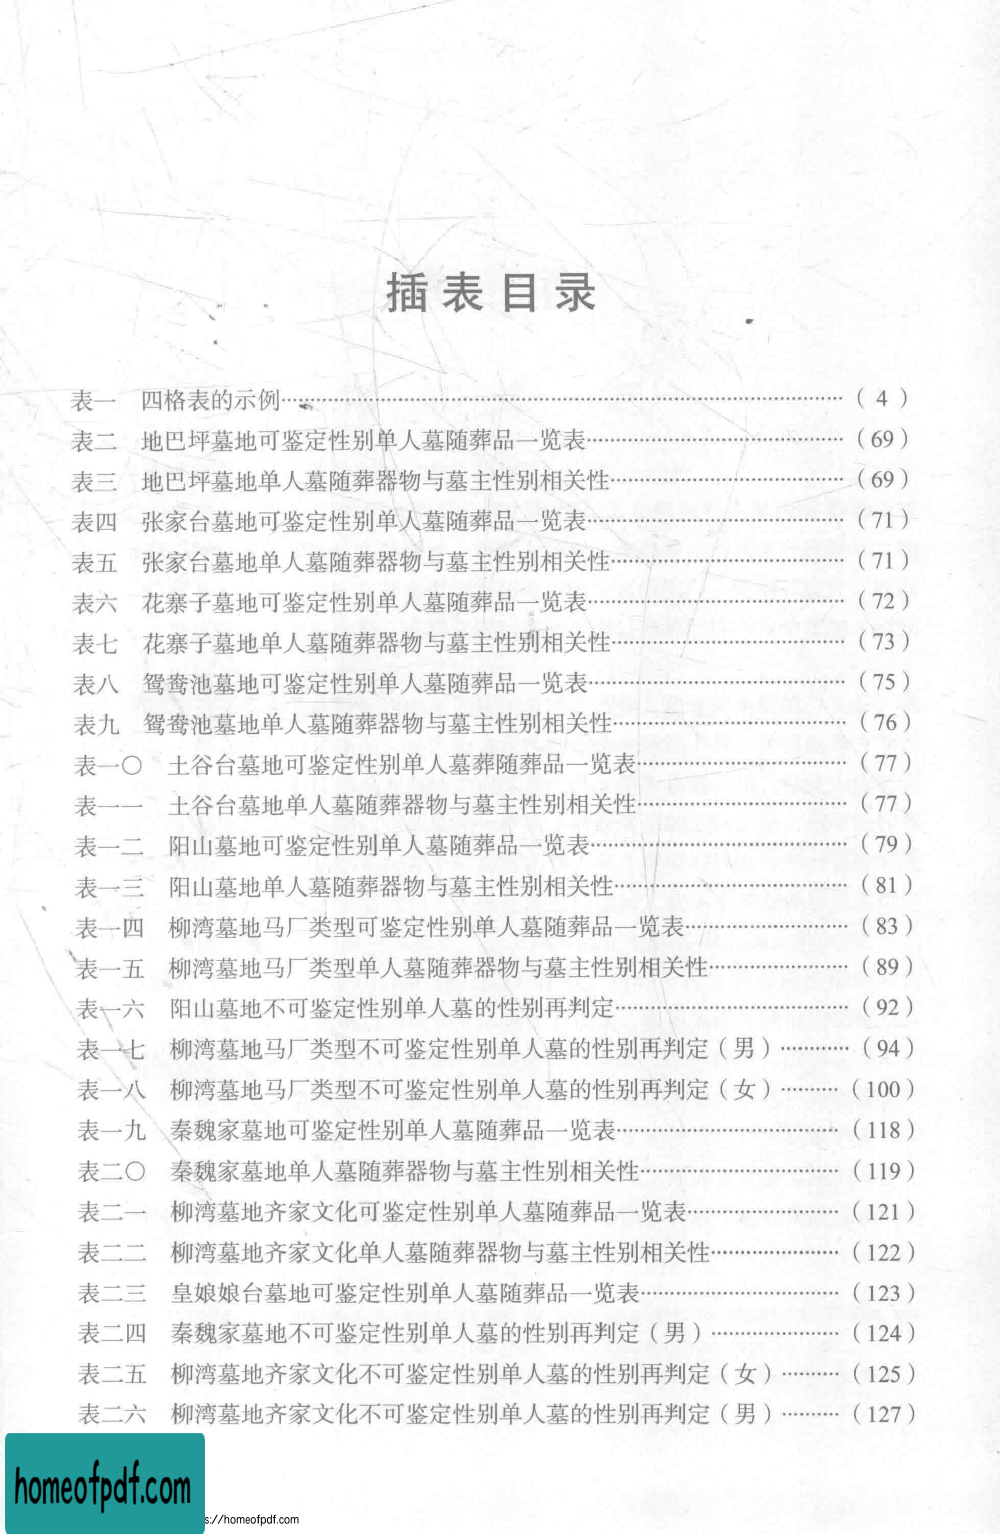 插表目录
表一 四格表的示例……（ 4 ）
表二 地巴坪墓地可鉴定性别单人墓随葬品一览表……（69）
表三 地巴坪墓地单人墓随葬器物与墓主性别相关性……（69）
表四 张家台墓地可鉴定性别单人墓随葬品一览表……（71）
表五 张家台墓地单人墓随葬器物与墓主性别相关性……（71）
表六 花寨子墓地可鉴定性别单人墓随葬品一览表……（72）
表七 花寨子墓地单人墓随葬器物与墓主性别相关性……（73）
表八 鸳鸯池墓地可鉴定性别单人墓随葬品一览表……（75）
表九 鸳鸯池墓地单人墓随葬器物与墓主性别相关性……（76）
表一〇 土谷台墓地可鉴定性别单人墓葬随葬品一览表……（77）
表一一 土谷台墓地单人墓随葬器物与墓主性别相关性……（77）
表一二 阳山墓地可鉴定性别单人墓随葬品一览表……（79）
表一三 阳山墓地单人墓随葬器物与墓主性别相关性……（81）
表一四 柳湾墓地马厂类型可鉴定性别单人墓随葬品一览表……（83）
表一五 柳湾墓地马厂类型单人墓随葬器物与墓主性别相关性……（89）
表一六 阳山墓地不可鉴定性别单人墓的性别再判定……（92）
表一七 柳湾墓地马厂类型不可鉴定性别单人墓的性别再判定（男）……（94）
表一八 柳湾墓地马厂类型不可鉴定性别单人墓的性别再判定（女）……（100）
表一九 秦魏家墓地可鉴定性别单人墓随葬品一览表……（118）
表二〇 秦魏家墓地单人墓随葬器物与墓主性别相关性……（119）
表二一 柳湾墓地齐家文化可鉴定性别单人墓随葬品一览表……（121）
表二二 柳湾墓地齐家文化单人墓随葬器物与墓主性别相关性……（122）
表二三 皇娘娘台墓地可鉴定性别单人墓随葬品一览表……（123）
表二四 秦魏家墓地不可鉴定性别单人墓的性别再判定（男）……（124）
表二五 柳湾墓地齐家文化不可鉴定性别单人墓的性别再判定（女）……（125）
表二六 柳湾墓地齐家文化不可鉴定性别单人墓的性别再判定（男）……（127）
homeofpdf.com
s://homeofpdf.com